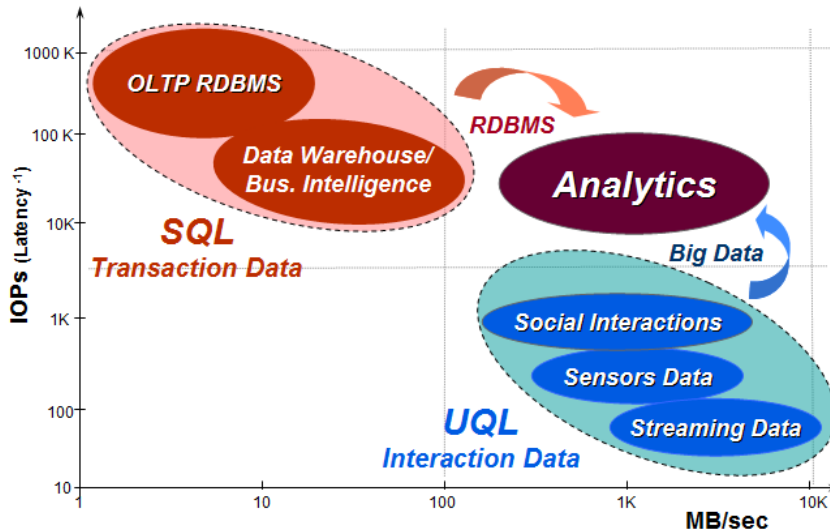 1000 K
OLTP RDBMS
RDBMS
100 K
Data Warehouse/
Bus. Intelligence
Analytics
10K
SQL
Transaction Data
Big Data
IOPs (Latency -1)
1K
Social Interactions
Sensors Data
100
UQL
Streaming Data
Interaction Data
10
1
10
100
1K
10K
MB/sec